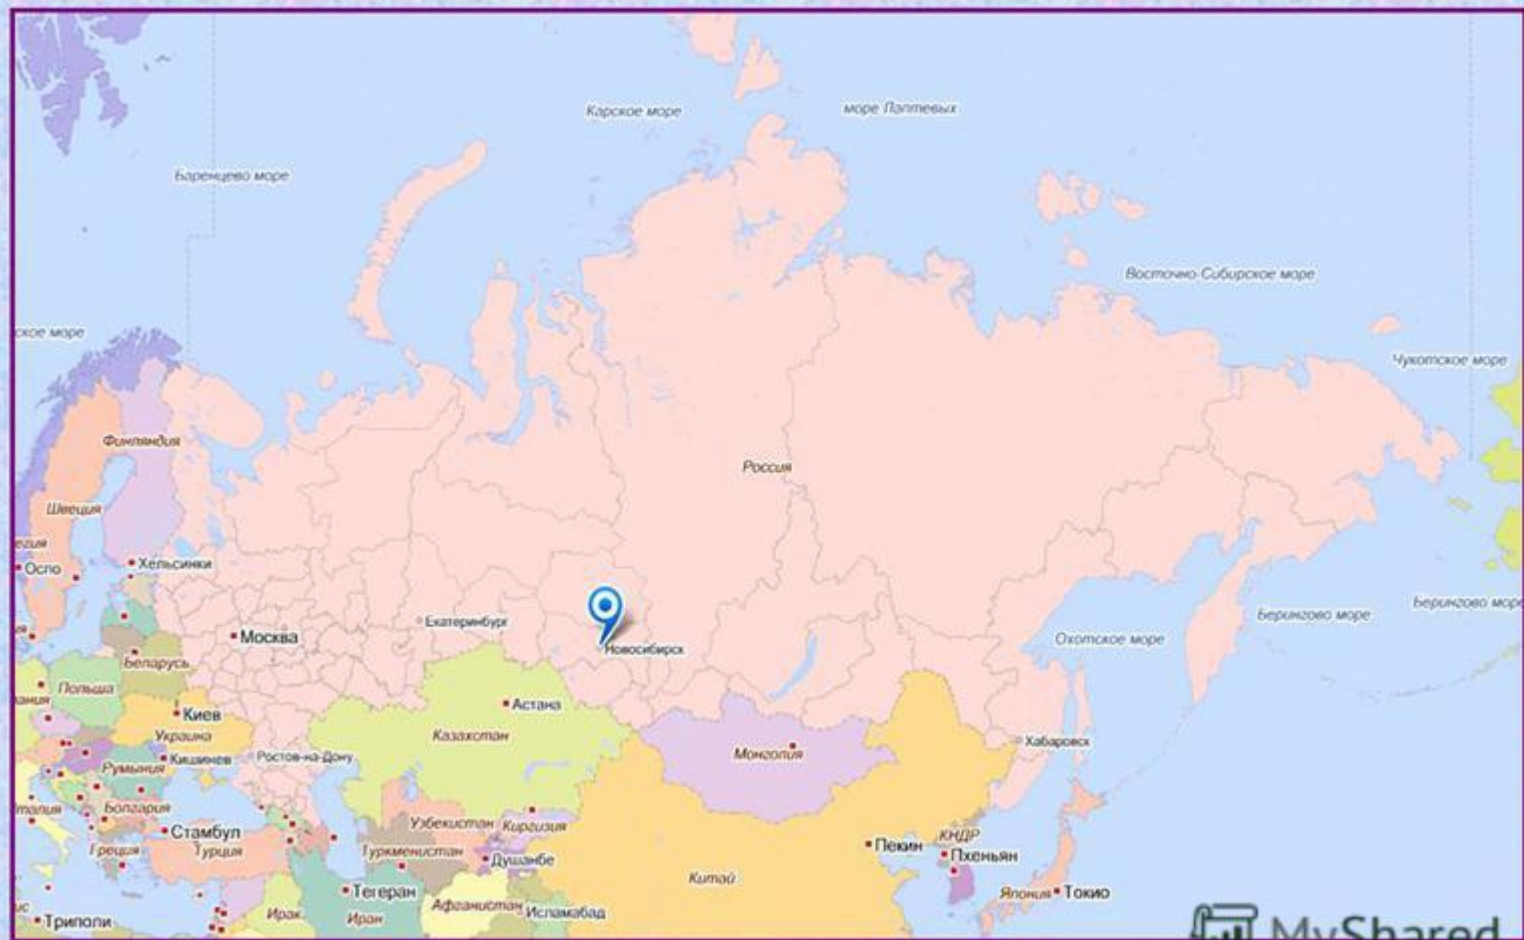 Карское море
море Лаптевых
Баренцево море
Восточно-Сибирское море
ское море
Чукотское море
Финляндия
Россия
Швеция
егия
Осло
Хельсинки
Берингово море
Берингово море
Екатеринбург
Москва
Охотское море
Новосибирск
Беларусь
Польша
ания
Астана
Киев
Украина
Казахстан
Хабаровск
Монголия
Ростов-на-Дону
Кишинев
Румыния
Италия
Болгария
Узбекистан
Киргизия
Стамбул
КНДР
Пекин
Греция
Турция
Туркменистан
Душанбе
Пхеньян
Китай
Тегеран
Япония
Токио
Афганистан
Исламабад
Ирак
Иран
Триполи
MyShared